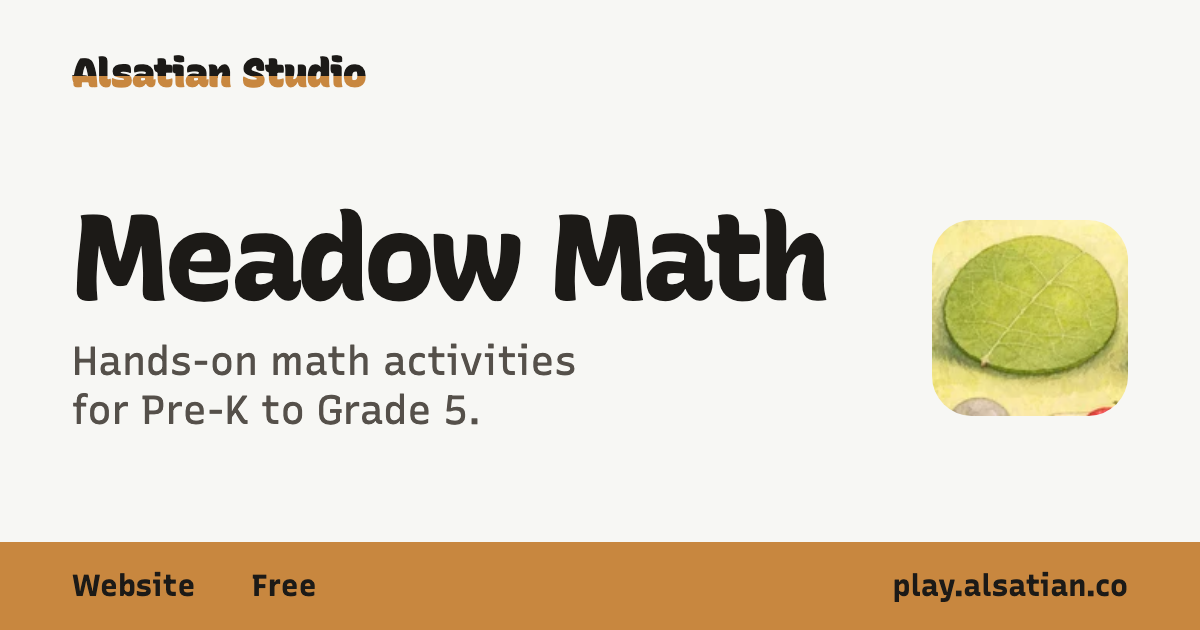 Alsatian Studio
Meadow Math
Hands-on math activities
for Pre-K to Grade 5.
Website Free play.alsatian.co